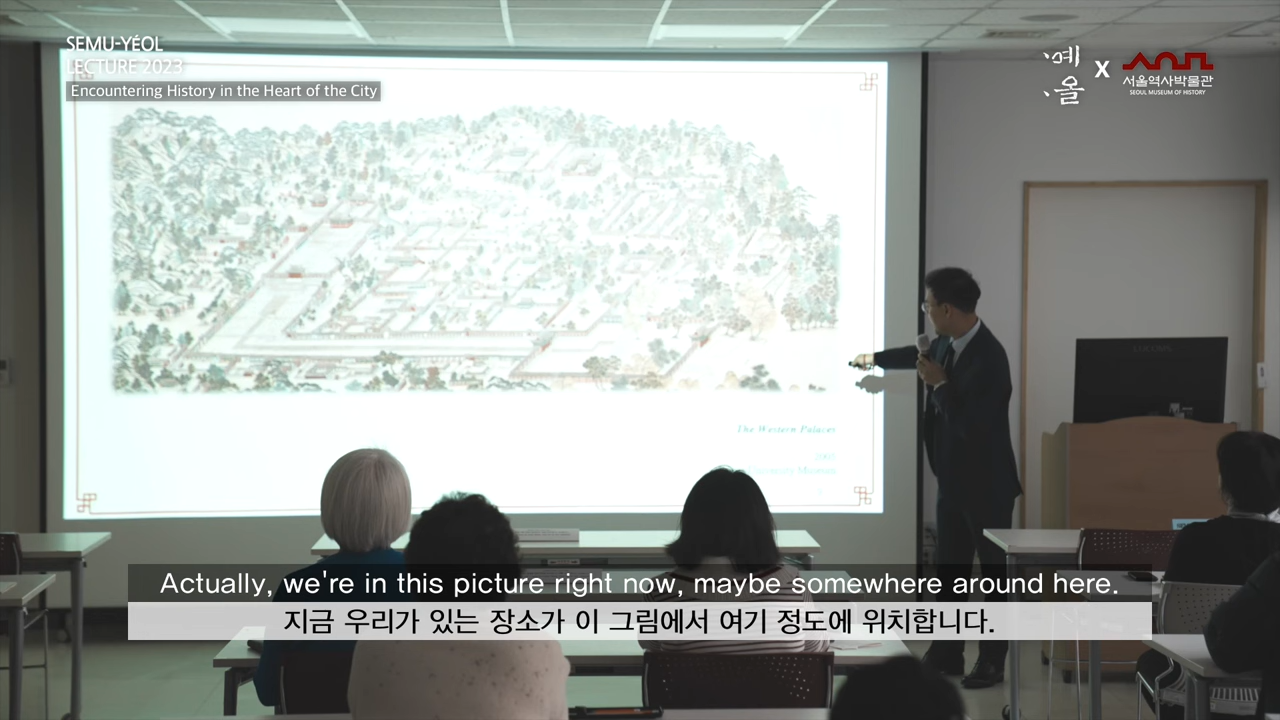 SEMU-YÉOL
LECTURE 2023
Encountering History in the Heart of the City
예올
X
서울역사박물관
SEOUL MUSEUM OF HISTORY
The Western Palaces
Actually, we're in this picture right now, maybe somewhere around here.
지금 우리가 있는 장소가 이 그림에서 여기 정도에 위치합니다.